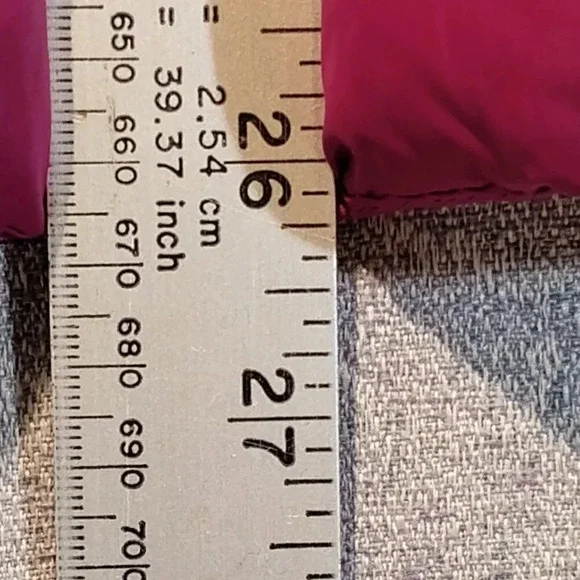 26 27
= 2.54 cm
= 39.37 inch
650 660 670 680 690 700